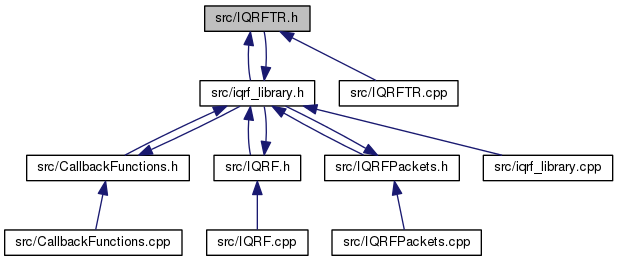 src/IQRFTR.h
src/iqrf_library.h
src/IQRFTR.cpp
src/CallbackFunctions.h
src/IQRF.h
src/IQRFPackets.h
src/iqrf_library.cpp
src/CallbackFunctions.cpp
src/IQRF.cpp
src/IQRFPackets.cpp